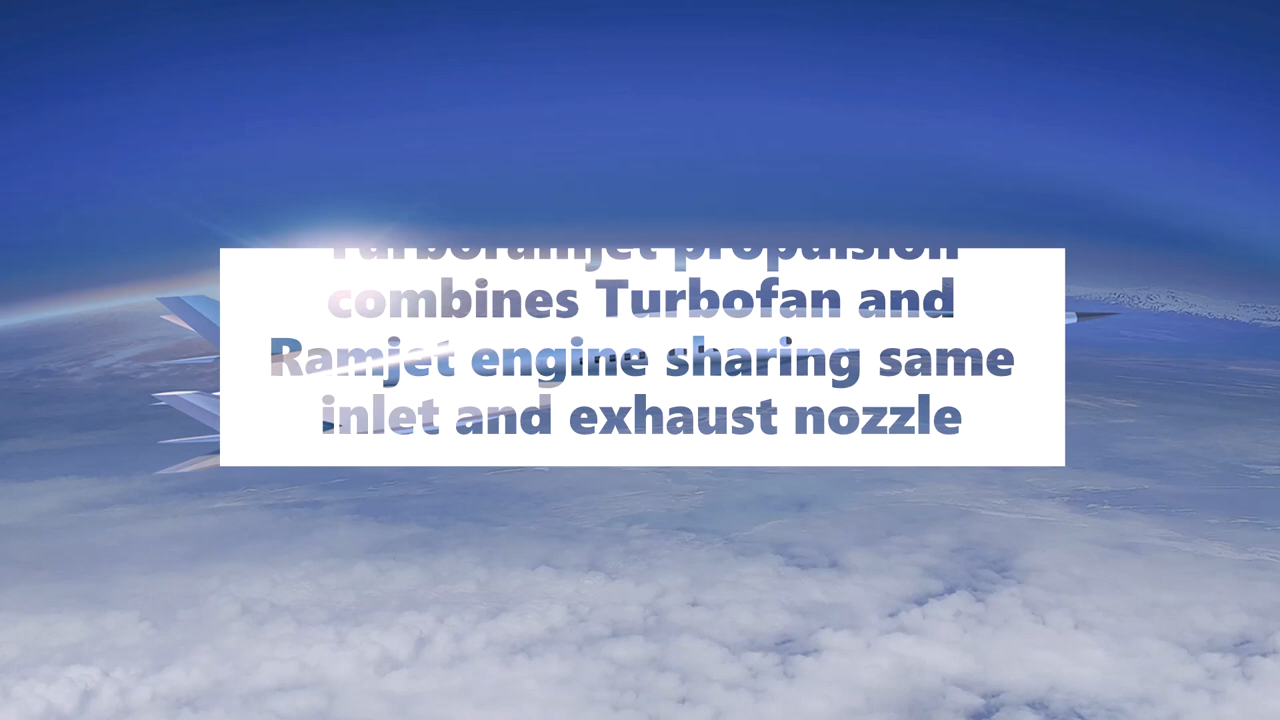 Turboramjet propulsion
combines Turbofan and
Ramjet engine sharing same
inlet and exhaust nozzle